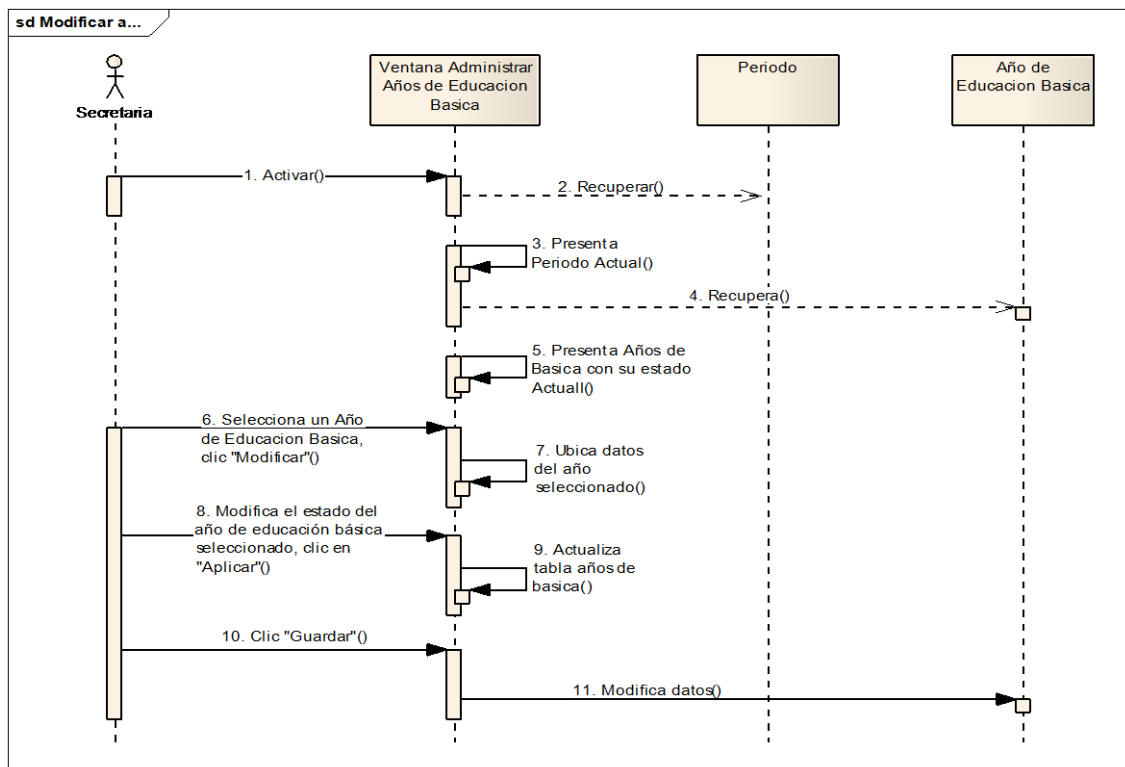 sd Modificar a...
Secretaria
Ventana Administrar
Años de Educacion
Basica
Periodo
Año de
Educacion Basica
1. Activar()
2. Recuperar()
3. Presenta
Periodo Actual()
4. Recupera()
5. Presenta Años de
Basica con su estado
Actuall()
6. Selecciona un Año
de Educacion Basica,
clic "Modificar"()
7. Ubica datos
del año
seleccionado()
8. Modifica el estado del
año de educación básica
seleccionado, clic en
"Aplicar"()
9. Actualiza
tabla años de
basica()
10. Clic "Guardar"()
11. Modifica datos()